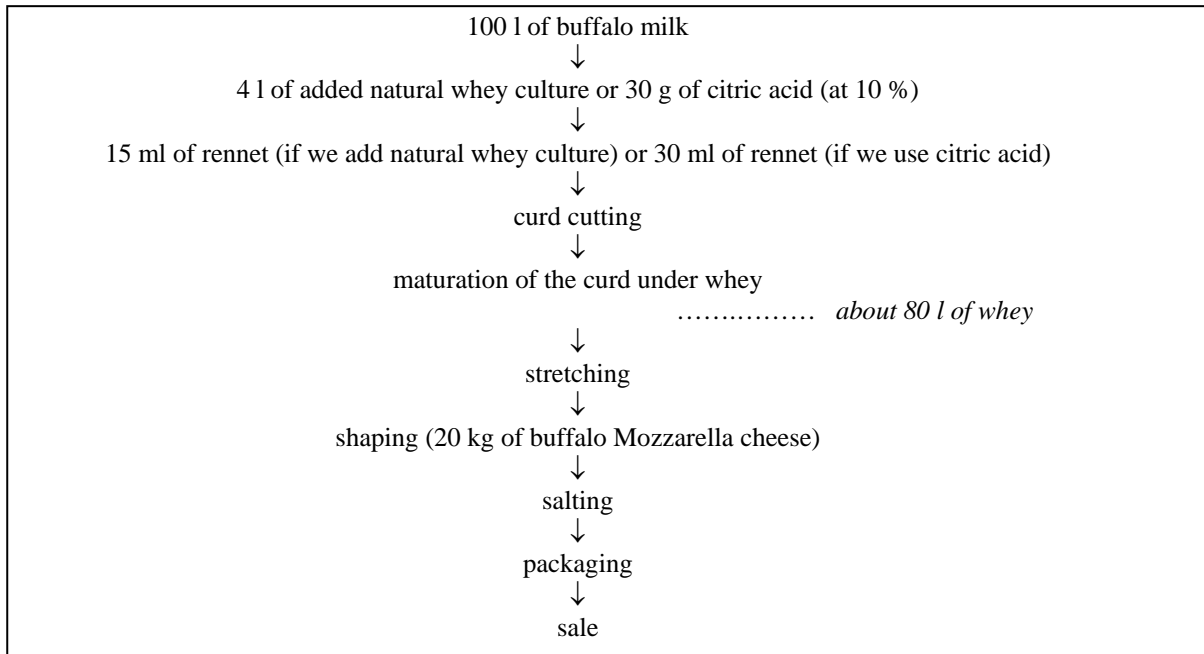 100 l of buffalo milk
↓
4 l of added natural whey culture or 30 g of citric acid (at 10 %)
↓
15 ml of rennet (if we add natural whey culture) or 30 ml of rennet (if we use citric acid)
↓
curd cutting
↓
maturation of the curd under whey
…….……… about 80 l of whey
↓
stretching
↓
shaping (20 kg of buffalo Mozzarella cheese)
↓
salting
↓
packaging
↓
sale